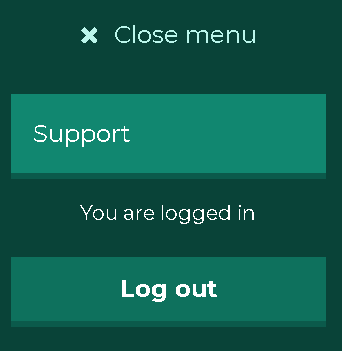 Close menu
Support
You are logged in
Log out